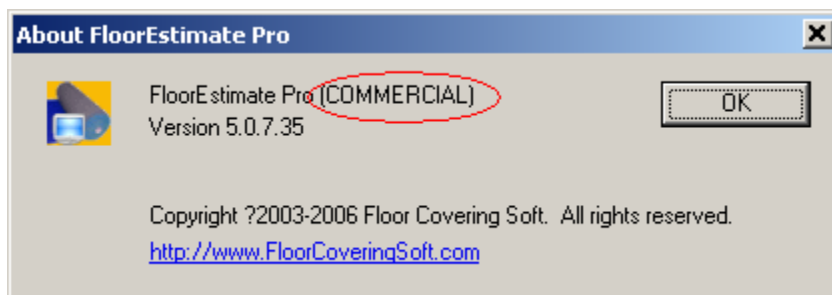 About FloorEstimate Pro
FloorEstimate Pro (COMMERCIAL)
Version 5.0.7.35
OK
Copyright ?2003-2006 Floor Covering Soft.  All rights reserved.
http://www.FloorCoveringSoft.com